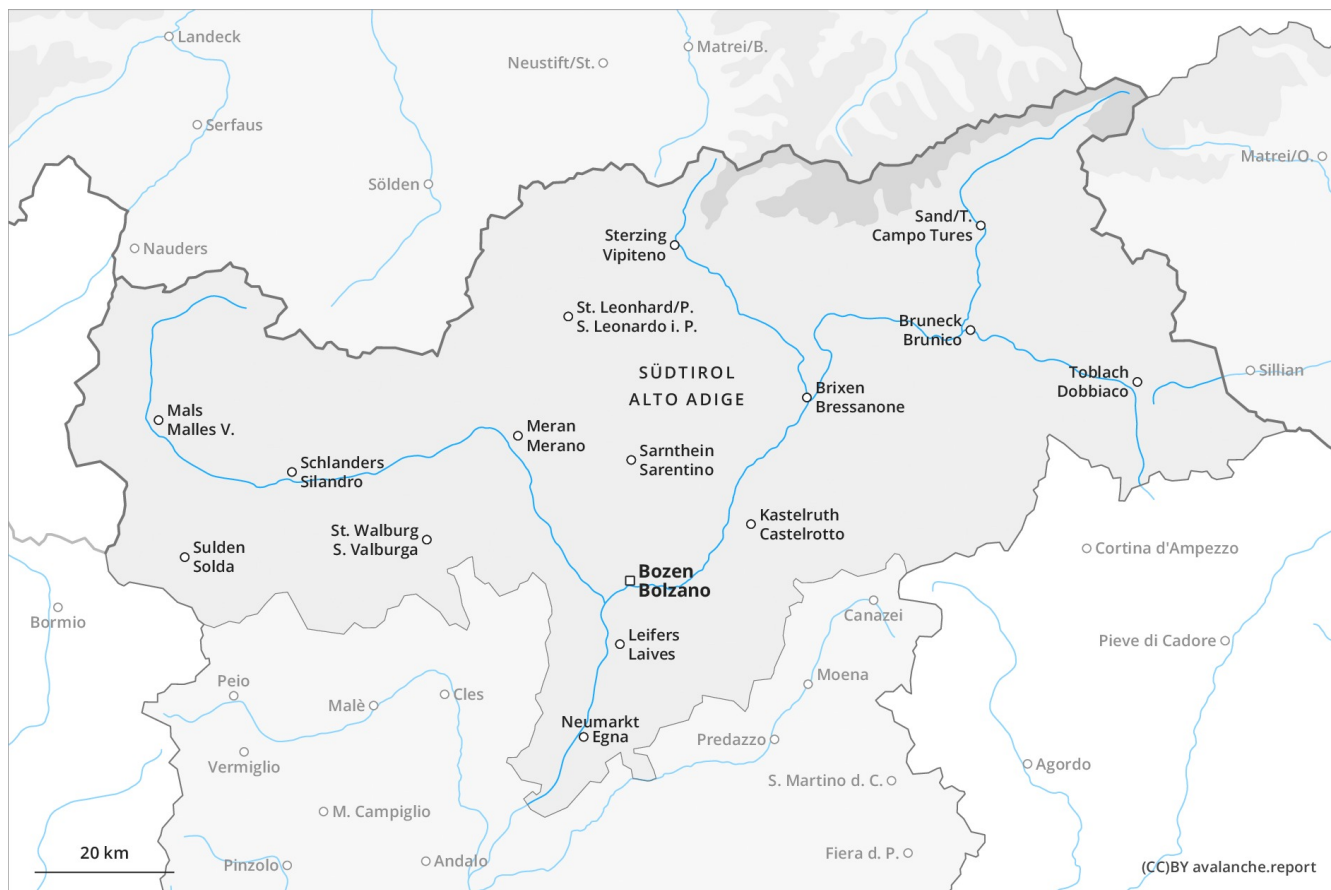 Landeck
Matrei/B.
Neustift/St.
Serfaus
Matrei/O.
Sölden
Sand/T.
Campo Tures
Nauders
Sterzing
Vipiteno
St. Leonhard/P.
S. Leonardo i. P.
Bruneck
Brunico
SÜDTIROL
ALTO ADIGE
Toblach
Dobbiaco
Sillian
Brixen
Bressanone
Mals
Malles V.
Meran
Merano
Sarnthein
Sarentino
Schlanders
Silandro
Kastelruth
Castelrotto
St. Walburg
S. Valburga
Sulden
Solda
Cortina d'Ampezzo
Bozen
Bolzano
Bormio
Canazei
Leifers
Laives
Pieve di Cadore
Peio
Moena
Malè
Cles
Neumarkt
Egna
Predazzo
Vermiglio
Agordo
S. Martino d. C.
M. Campiglio
20 km
Pinzolo
Andalo
Fiera d. P.
(CC)BY avalanche.report